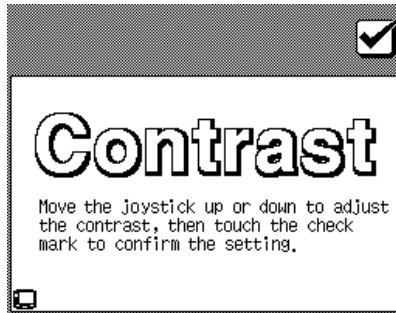 Contrast
Move the joystick up or down to adjust
the contrast, then touch the check
mark to confirm the setting.